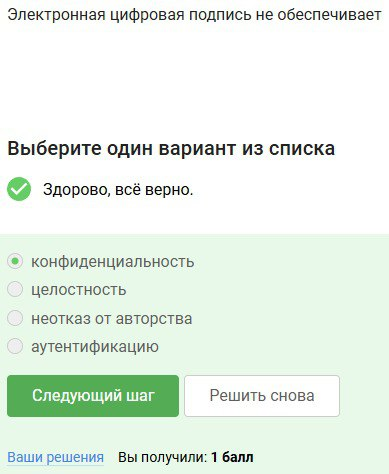 Электронная цифровая подпись не обеспечивает
Выберите один вариант из списка
Здорово, всё верно.
конфиденциальность
целостность
неотказ от авторства
аутентификацию
Следующий шаг
Решить снова
Ваши решения Вы получили: 1 балл